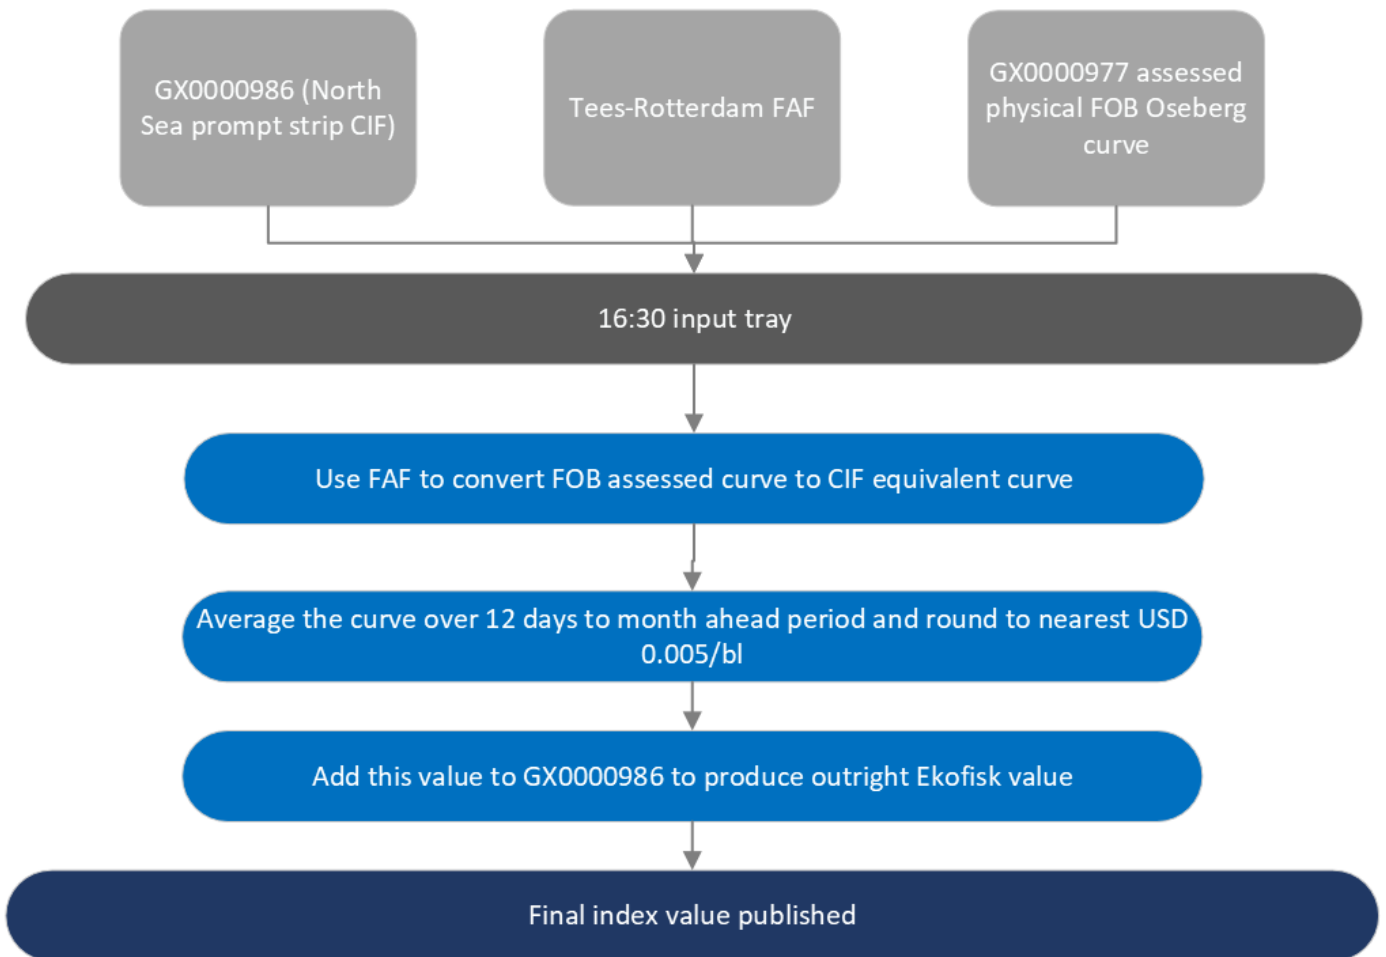 GX0000986 (North
Sea prompt strip CIF)
Tees-Rotterdam FAF
GX0000977 assessed
physical FOB Oseberg
curve
16:30 input tray
Use FAF to convert FOB assessed curve to CIF equivalent curve
Average the curve over 12 days to month ahead period and round to nearest USD
0.005/bl
Add this value to GX0000986 to produce outright Ekofisk value
Final index value published